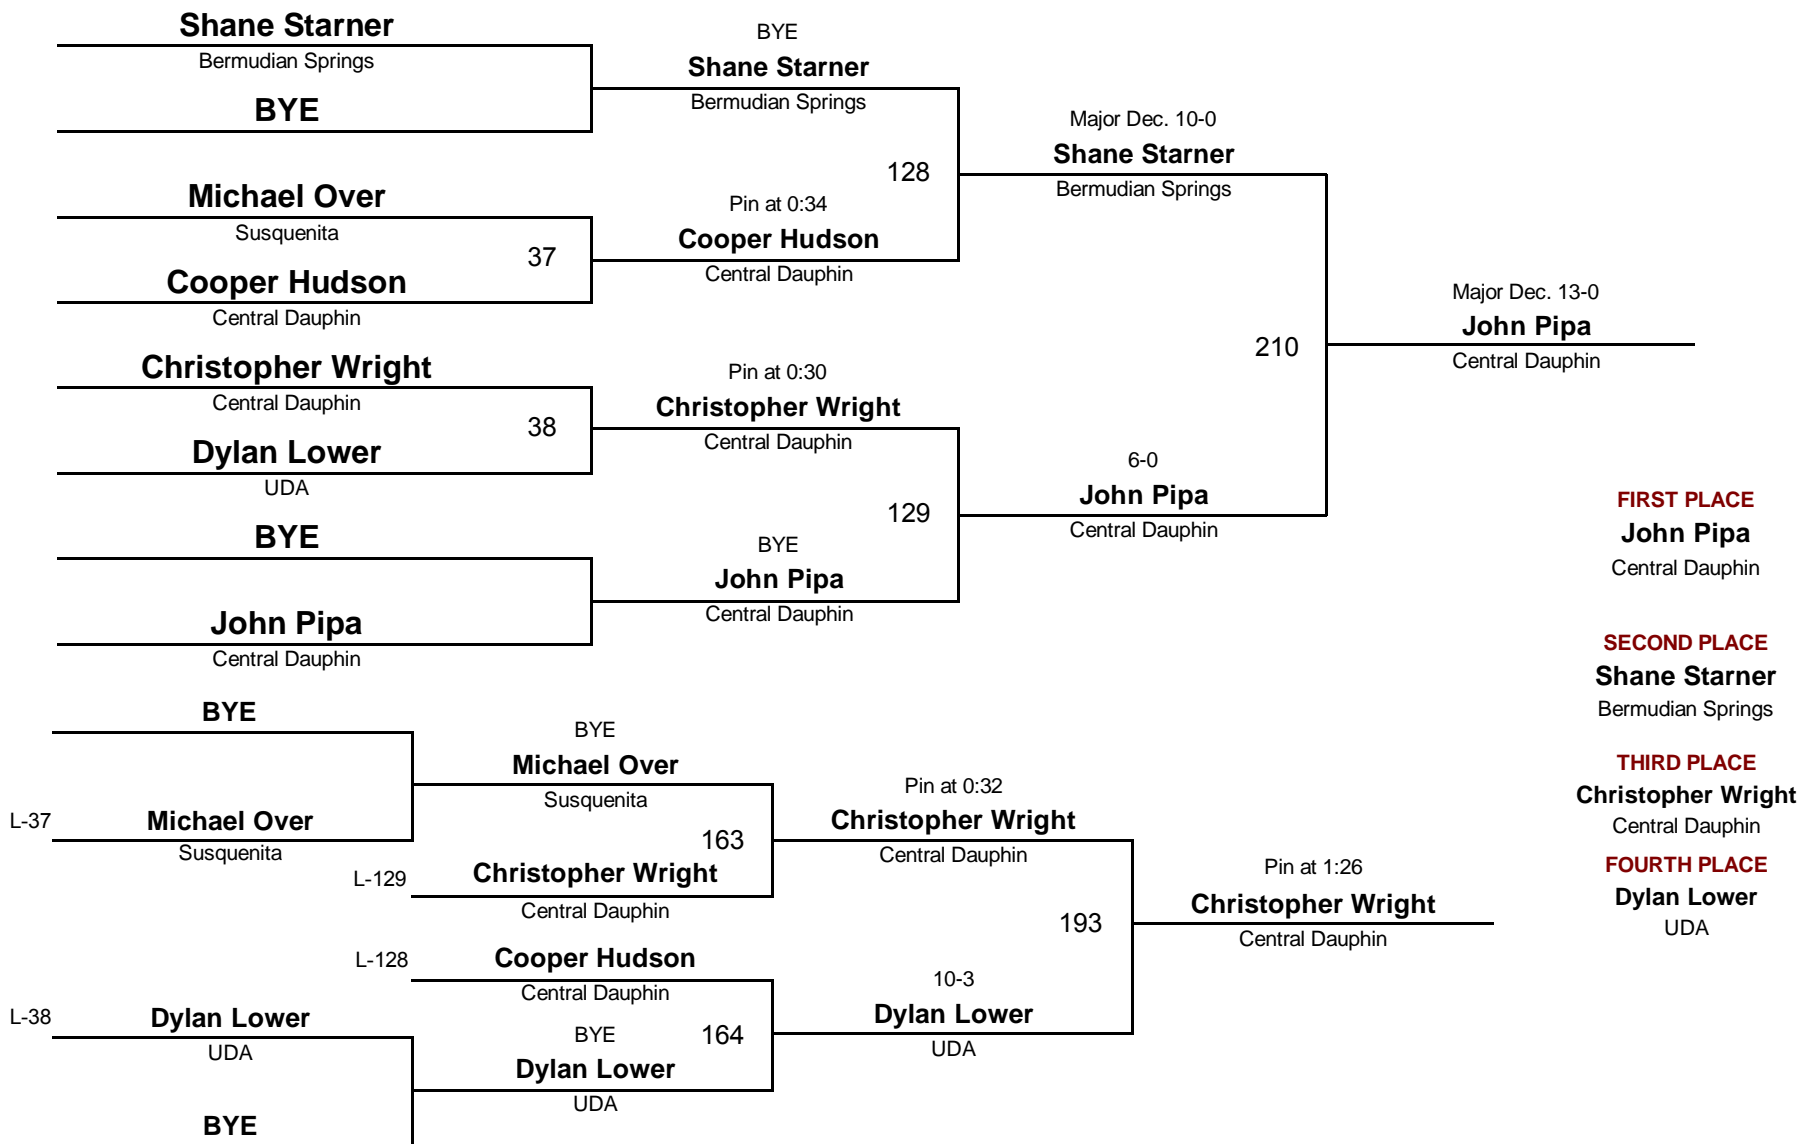 Shane Starner
Bermudian Springs
BYE
Michael Over
Susquenita
37
Cooper Hudson
Central Dauphin
Christopher Wright
Central Dauphin
38
Dylan Lower
UDA
BYE
John Pipa
Central Dauphin
BYE
Shane Starner
Bermudian Springs
128
Pin at 0:34
Cooper Hudson
Central Dauphin
Pin at 0:30
Christopher Wright
Central Dauphin
129
BYE
John Pipa
Central Dauphin
Major Dec. 10-0
Shane Starner
Bermudian Springs
210
6-0
John Pipa
Central Dauphin
Major Dec. 13-0
John Pipa
Central Dauphin
FIRST PLACE
John Pipa
Central Dauphin
SECOND PLACE
Shane Starner
Bermudian Springs
THIRD PLACE
Christopher Wright
Central Dauphin
FOURTH PLACE
Dylan Lower
UDA
BYE
L-37
Michael Over
Susquenita
BYE
Michael Over
Susquenita
163
L-129
Christopher Wright
Central Dauphin
L-128
Cooper Hudson
Central Dauphin
L-38
Dylan Lower
UDA
BYE
164
Dylan Lower
UDA
BYE
Pin at 0:32
Christopher Wright
Central Dauphin
193
10-3
Dylan Lower
UDA
Pin at 1:26
Christopher Wright
Central Dauphin